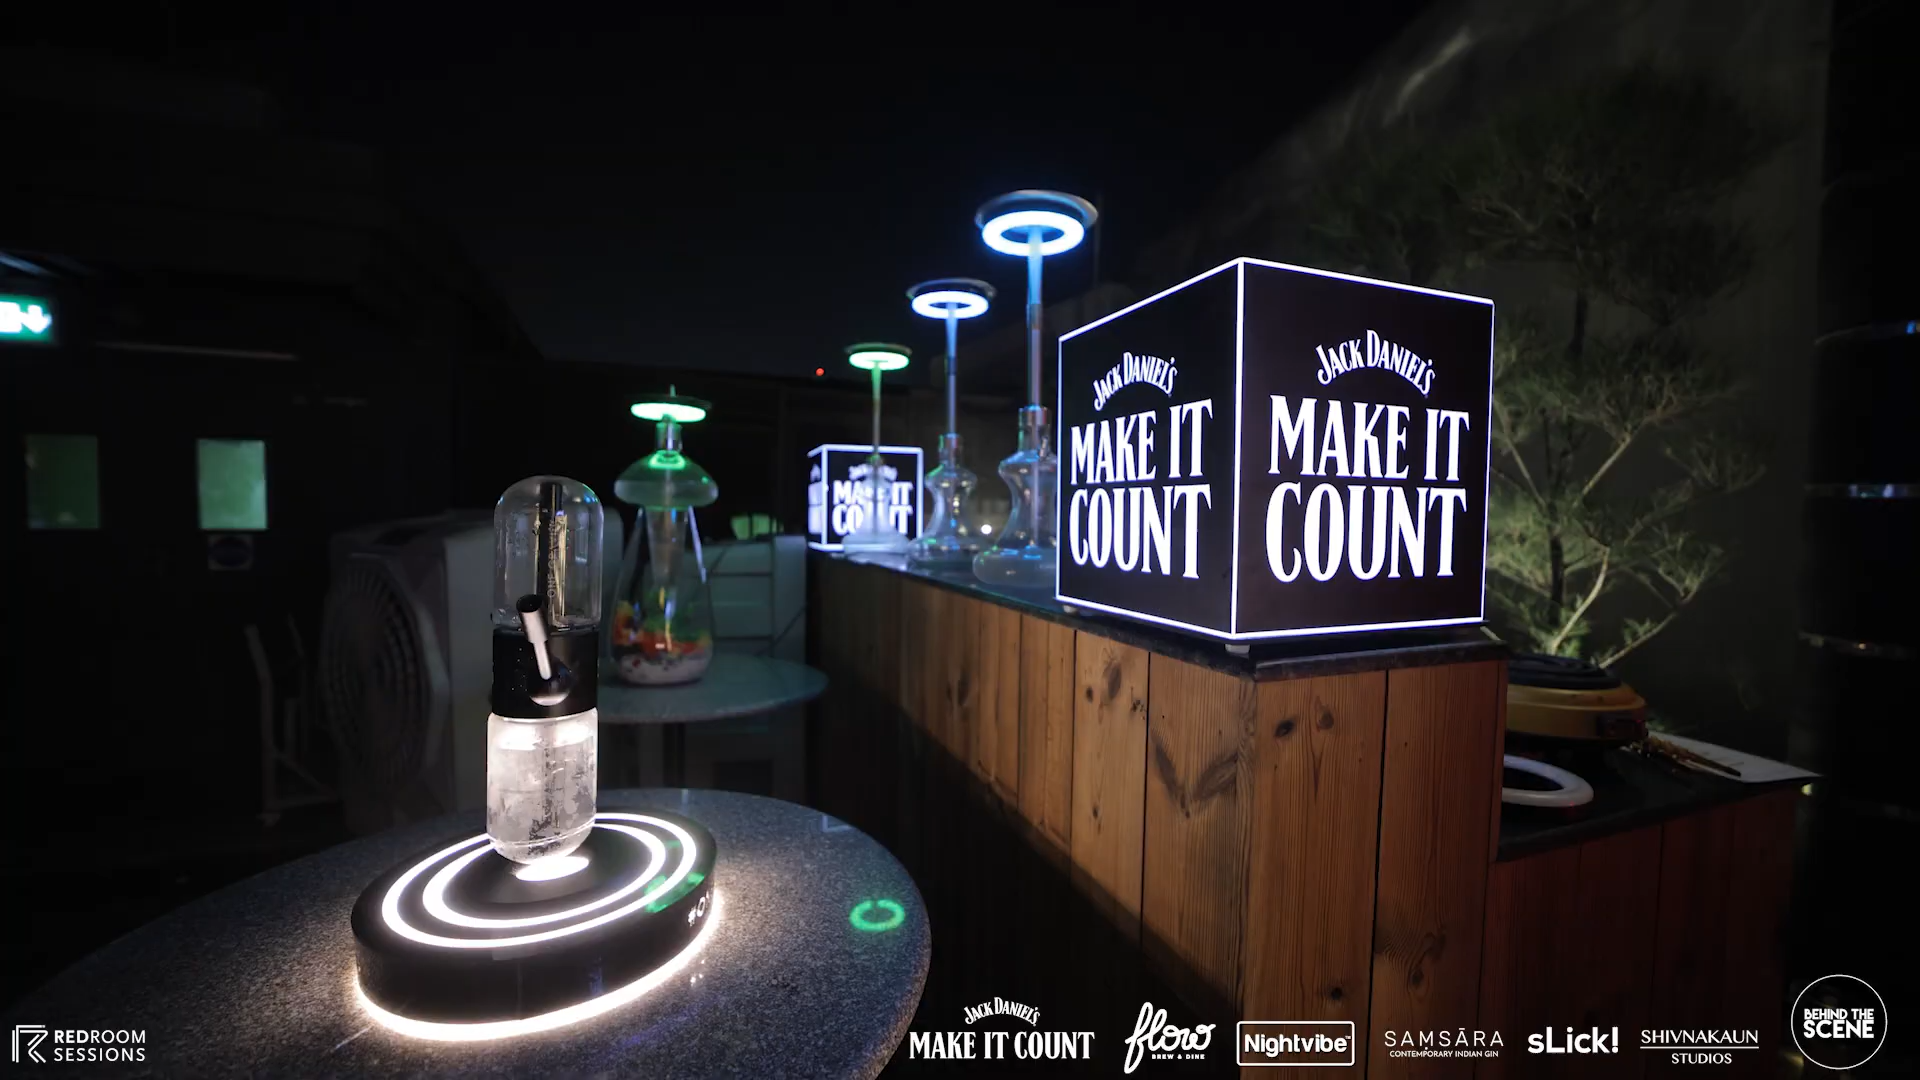 JACK DANIEL'S
MAKE IT
COUNT
JACK DANIEL'S
MAKE IT
COUNT
MAKE IT
COUNT
REDROOM
SESSIONS
JACK DANIEL'S
MAKE IT COUNT
flow
BREW & DINE
Nightvibe
SAMSĀRA
CONTEMPORARY INDIAN GIN
sLick!
SHIVNAKAUN
STUDIOS
BEHIND THE
SCENE